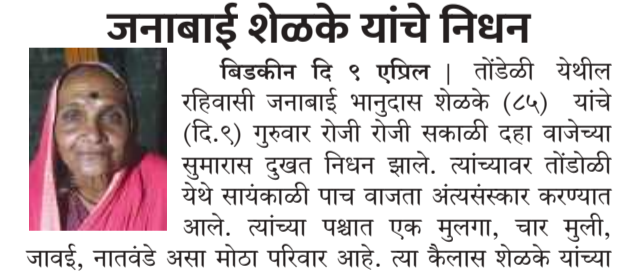 जनाबाई शेळके यांचे निधन
बिडकीन दि ९ एप्रिल | तोंडेळी येथील
रहिवासी जनाबाई भानुदास शेळके (८५) यांचे
(दि.९) गुरुवार रोजी रोजी सकाळी दहा वाजेच्या
सुमारास दुखत निधन झाले. त्यांच्यावर तोंडोळी
येथे सायंकाळी पाच वाजता अंत्यसंस्कार करण्यात
आले. त्यांच्या पश्चात एक मुलगा, चार मुली,
जावई, नातवंडे असा मोठा परिवार आहे. त्या कैलास शेळके यांच्या